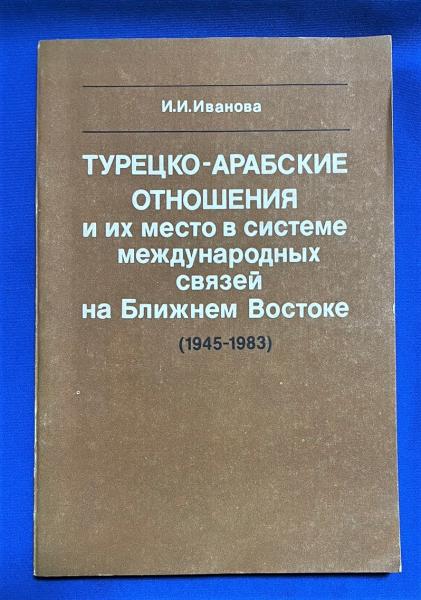 И.И.Иванова
ТУРЕЦКО-АРАБСКИЕ
ОТНОШЕНИЯ
и их место в системе
международных
связей
на Ближнем Востоке
(1945-1983)